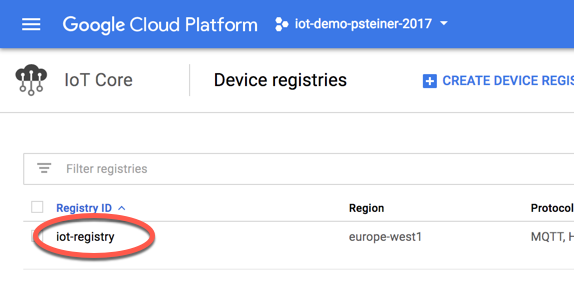 Google Cloud Platform iot-demo-psteiner-2017
IoT Core Device registries CREATE DEVICE REGIS
Filter registries
Registry ID Region Protocol
iot-registry europe-west1 MQTT, H